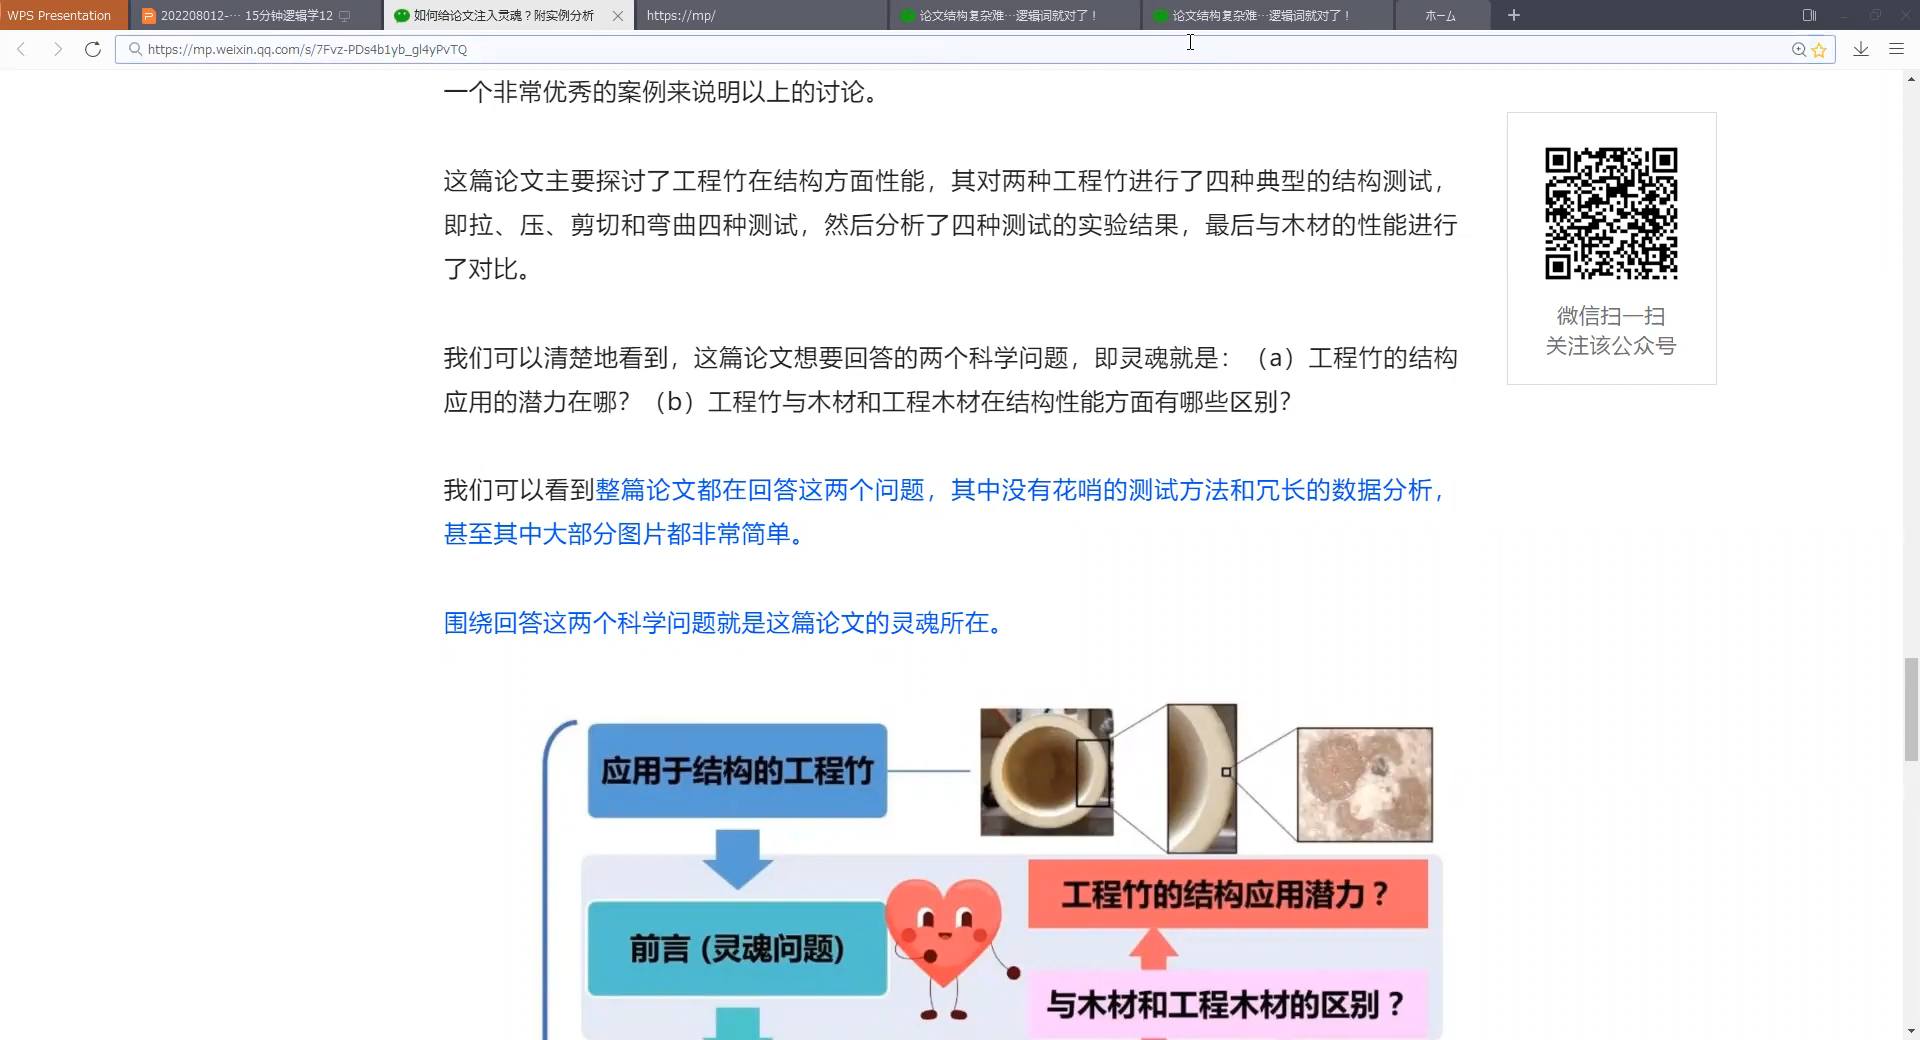 WPS Presentation
202208012-··· 15分钟逻辑学12
如何给论文注入灵魂？附实例分析
https://mp/
论文结构复杂难···逻辑词就对了！
论文结构复杂难···逻辑词就对了！
ホーム
https://mp.weixin.qq.com/s/7Fvz-PDs4b1yb_gl4yPvTQ
一个非常优秀的案例来说明以上的讨论。
这篇论文主要探讨了工程竹在结构方面性能，其对两种工程竹进行了四种典型的结构测试，
即拉、压、剪切和弯曲四种测试，然后分析了四种测试的实验结果，最后与木材的性能进行
了对比。
我们可以清楚地看到，这篇论文想要回答的两个科学问题，即灵魂就是：（a）工程竹的结构
应用的潜力在哪？（b）工程竹与木材和工程木材在结构性能方面有哪些区别？
我们可以看到整篇论文都在回答这两个问题，其中没有花哨的测试方法和冗长的数据分析，
甚至其中大部分图片都非常简单。
围绕回答这两个科学问题就是这篇论文的灵魂所在。
微信扫一扫
关注该公众号
应用于结构的工程竹
工程竹的结构应用潜力？
前言 (灵魂问题)
与木材和工程木材的区别？